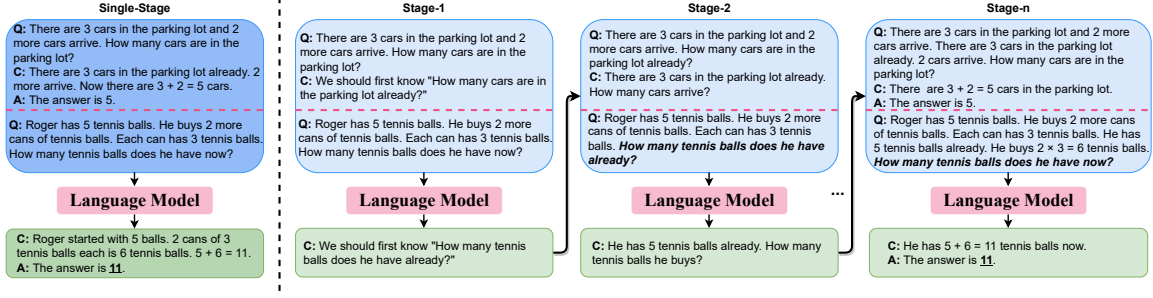 Single-Stage
Q: There are 3 cars in the parking lot and 2
more cars arrive. How many cars are in the
parking lot?
C: There are 3 cars in the parking lot already. 2
more arrive. Now there are 3 + 2 = 5 cars.
A: The answer is 5.
Q: Roger has 5 tennis balls. He buys 2 more
cans of tennis balls. Each can has 3 tennis balls.
How many tennis balls does he have now?
Language Model
C: Roger started with 5 balls. 2 cans of 3
tennis balls each is 6 tennis balls. 5 + 6 = 11.
A: The answer is 11.
Stage-1
Q: There are 3 cars in the parking lot and 2
more cars arrive. How many cars are in the
parking lot?
C: We should first know "How many cars are in
the parking lot already?"
Q: Roger has 5 tennis balls. He buys 2 more
cans of tennis balls. Each can has 3 tennis balls.
How many tennis balls does he have now?
Language Model
C: We should first know "How many tennis
balls does he have already?"
Stage-2
Q: There are 3 cars in the parking lot and 2
more cars arrive. How many cars are in the
parking lot already?
C: There are 3 cars in the parking lot already.
How many cars arrive?
Q: Roger has 5 tennis balls. He buys 2 more
cans of tennis balls. Each can has 3 tennis
balls. How many tennis balls does he have
already?
Language Model
C: He has 5 tennis balls already. How many
tennis balls he buys?
...
Stage-n
Q: There are 3 cars in the parking lot and 2 more
cars arrive. There are 3 cars in the parking lot
already. 2 cars arrive. How many cars are in the
parking lot?
C: There are 3 + 2 = 5 cars in the parking lot.
A: The answer is 5.
Q: Roger has 5 tennis balls. He buys 2 more cans
of tennis balls. Each can has 3 tennis balls. He has
5 tennis balls already. He buys 2 × 3 = 6 tennis balls.
How many tennis balls does he have now?
Language Model
C: He has 5 + 6 = 11 tennis balls now.
A: The answer is 11.